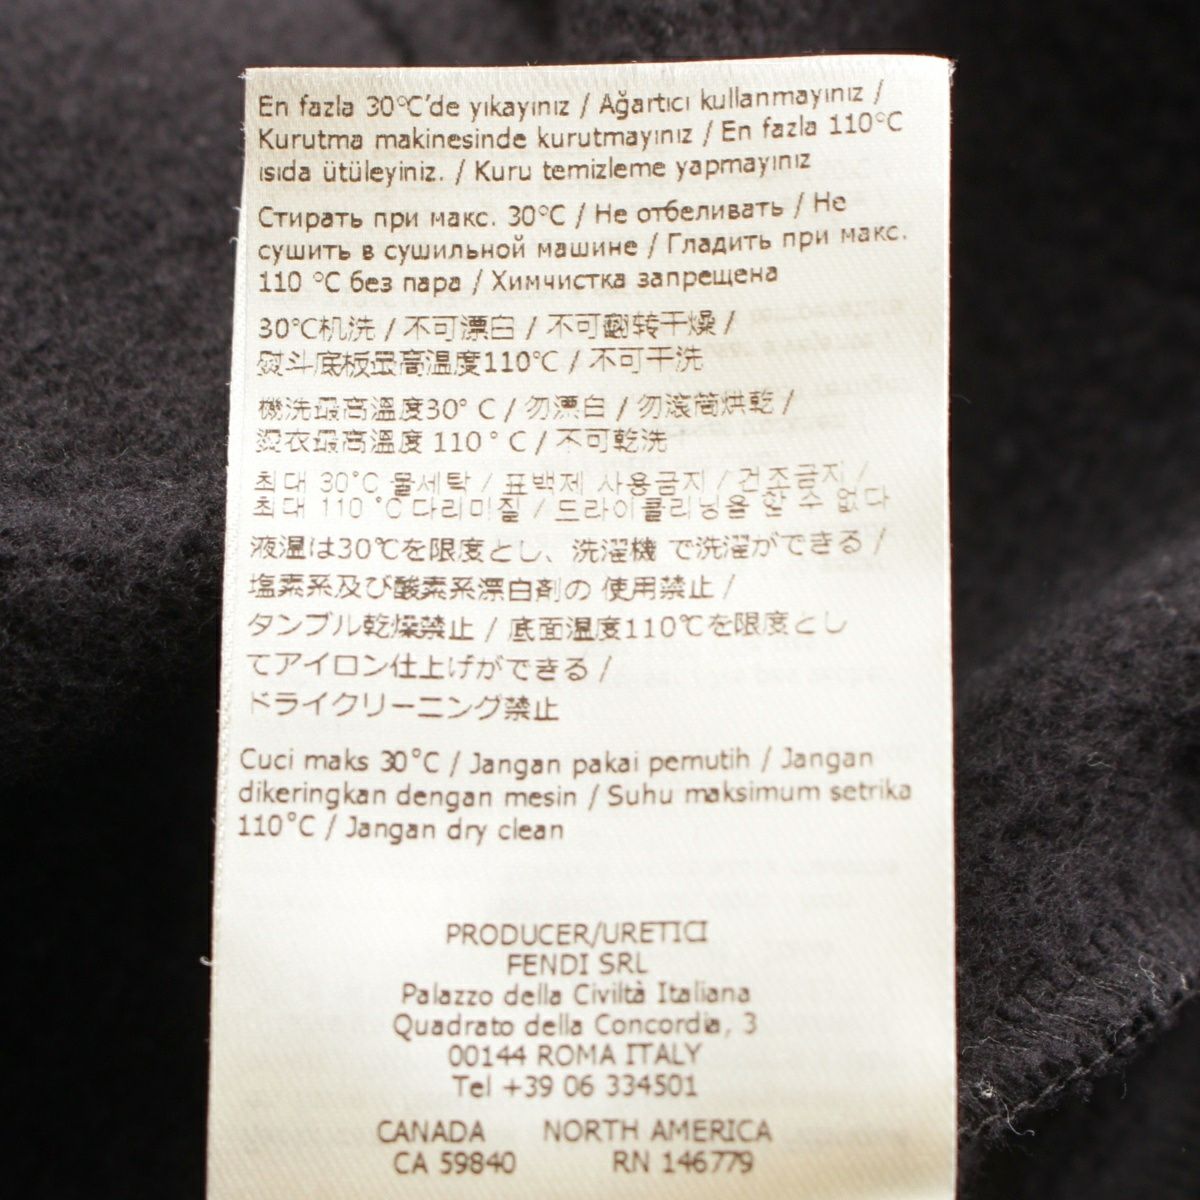 En fazla 30°C'de yıkayınız / Ağartıcı kullanmayınız /
Kurutma makinesinde kurutmayınız / En fazla 110°C
ısıda ütüleyiniz. / Kuru temizleme yapmayınız
Стирать при макс. 30°C / Не отбеливать / Не
сушить в сушильной машине / Гладить при макс.
110 °C без пара / Химчистка запрещена
30℃机洗 / 不可漂白 / 不可翻转干燥 /
熨斗底板最高温度110℃ / 不可干洗
機洗最高溫度30° C / 勿漂白 / 勿滾筒烘乾 /
燙衣最高溫度 110 ° C / 不可乾洗
최대 30°C 물세탁 / 표백제 사용금지 / 건조금지 /
최대 110 °C 다리미질 / 드라이클리닝을 할 수 없다
液温は30℃を限度とし、洗濯機 で洗濯ができる /
塩素系及び酸素系漂白剤の 使用禁止 /
タンブル乾燥禁止 / 底面温度110℃を限度とし
てアイロン仕上げができる /
ドライクリーニング禁止
Cuci maks 30°C / Jangan pakai pemutih / Jangan
dikeringkan dengan mesin / Suhu maksimum setrika
110°C / Jangan dry clean
PRODUCER/URETICI
FENDI SRL
Palazzo della Civiltà Italiana
Quadrato della Concordia, 3
00144 ROMA ITALY
Tel +39 06 334501
CANADA NORTH AMERICA
CA 59840 RN 146779